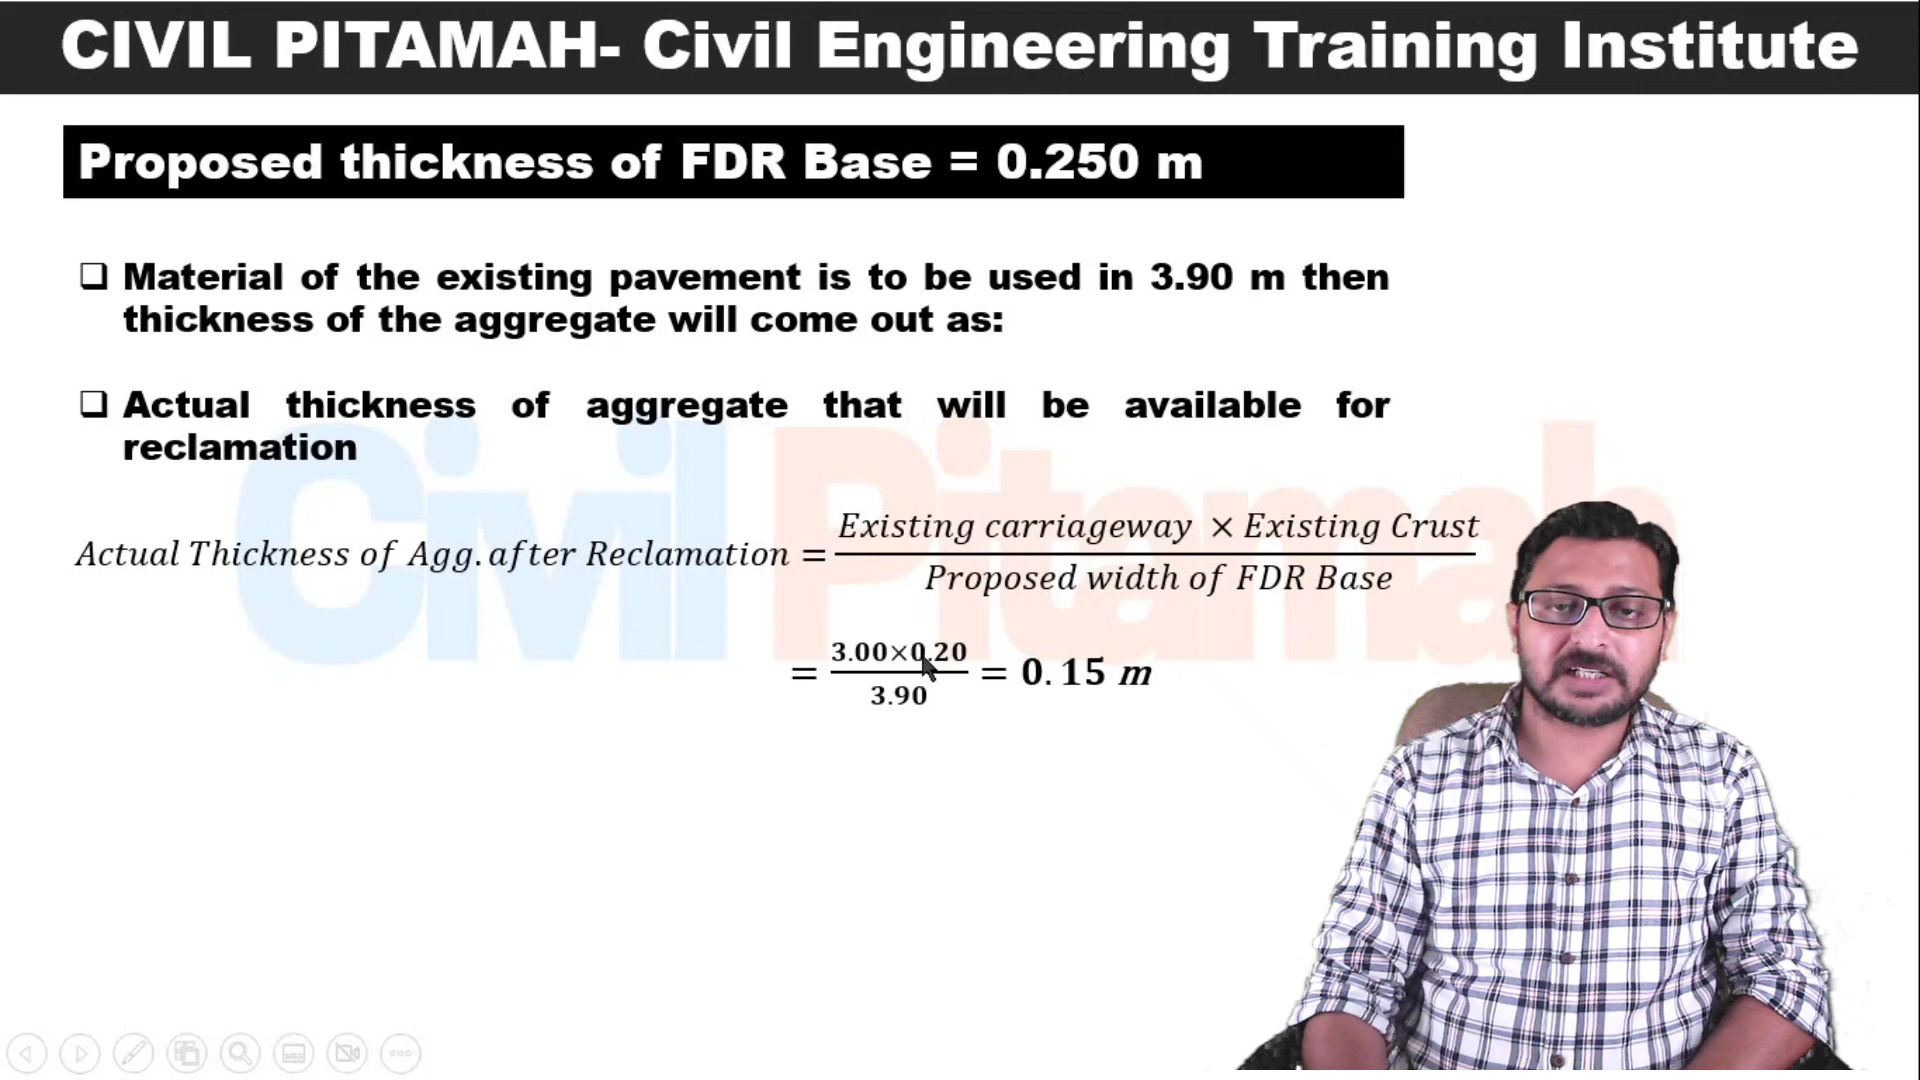 CIVIL PITAMAH- Civil Engineering Training Institute
Proposed thickness of FDR Base = 0.250 m
❑ Material of the existing pavement is to be used in 3.90 m then
thickness of the aggregate will come out as:
❑ Actual thickness of aggregate that will be available for
reclamation
Civil Pitamah
Actual Thickness of Agg. after Reclamation = Existing carriageway × Existing Crust
Proposed width of FDR Base
= 3.00×0.20
3.90
= 0.15 m